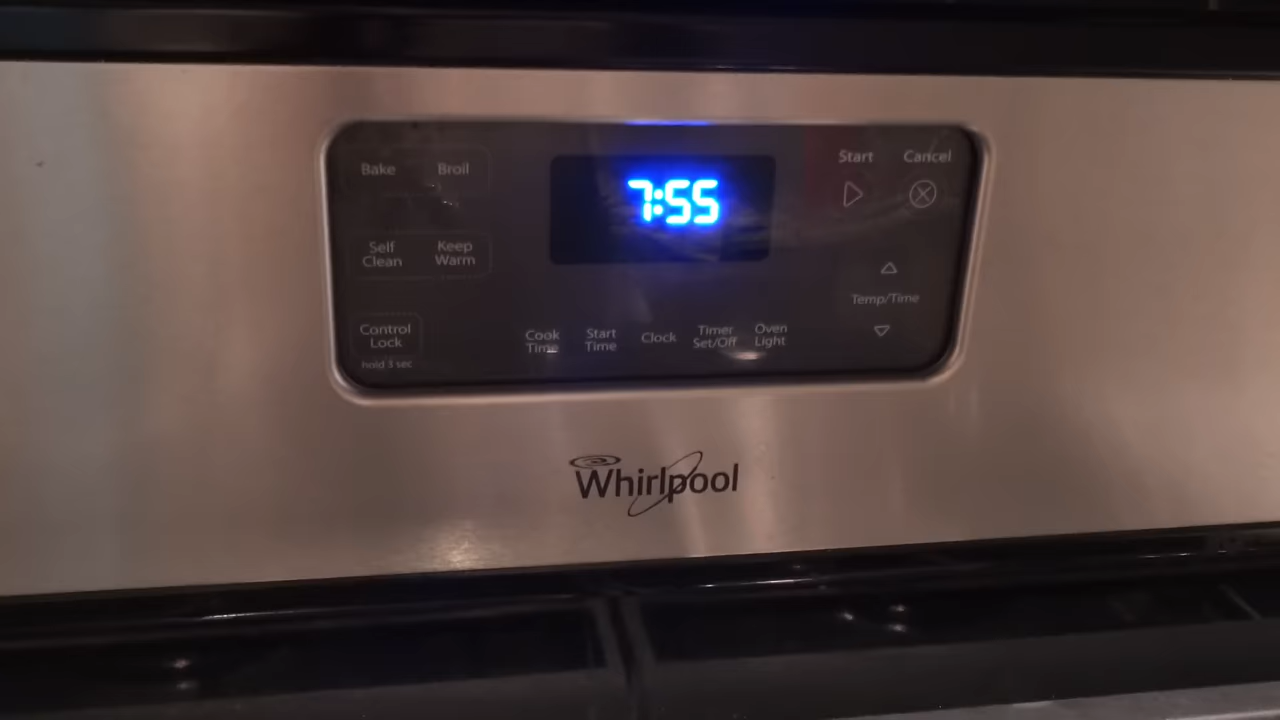 Bake Broil
7:55
Start Cancel
Self Clean
Keep Warm
Temp/Time
Control Lock
hold 3 sec
Cook Time
Start Time
Clock
Timer Set/Off
Oven Light
Whirlpool